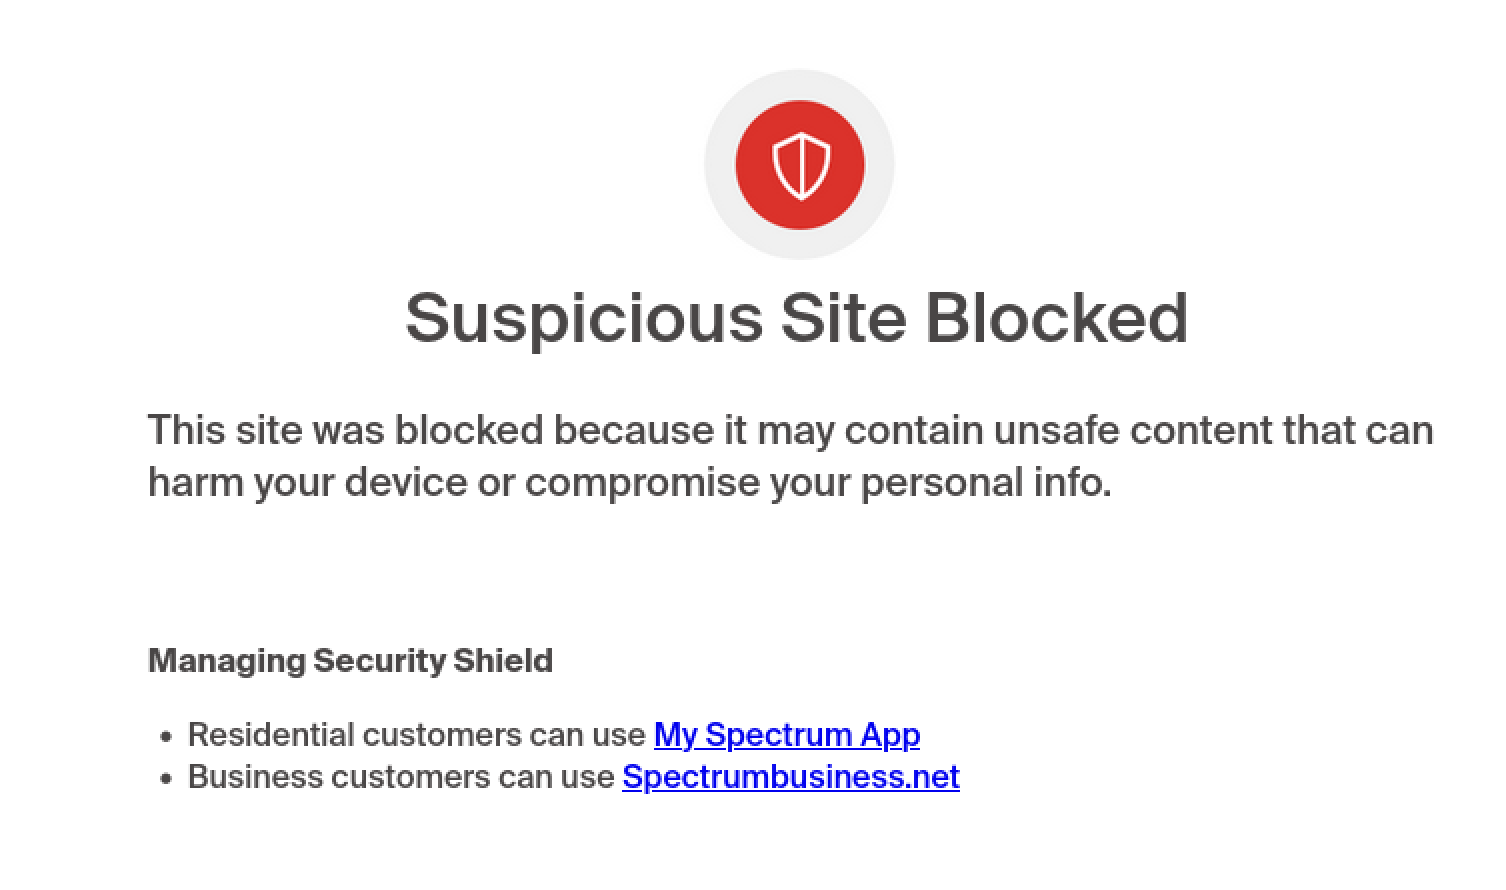 Suspicious Site Blocked
This site was blocked because it may contain unsafe content that can
harm your device or compromise your personal info.
Managing Security Shield
• Residential customers can use My Spectrum App
• Business customers can use Spectrumbusiness.net